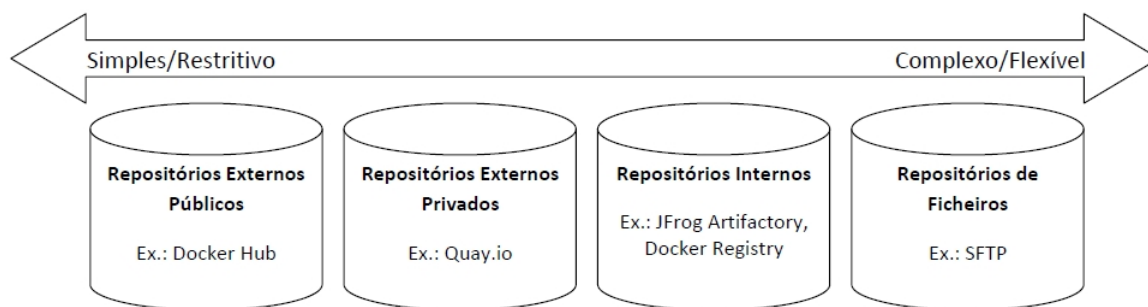 Simples/Restritivo
Complexo/Flexível
Repositórios Externos
Públicos
Ex.: Docker Hub
Repositórios Externos
Privados
Ex.: Quay.io
Repositórios Internos
Ex.: JFrog Artifactory,
Docker Registry
Repositórios de
Ficheiros
Ex.: SFTP